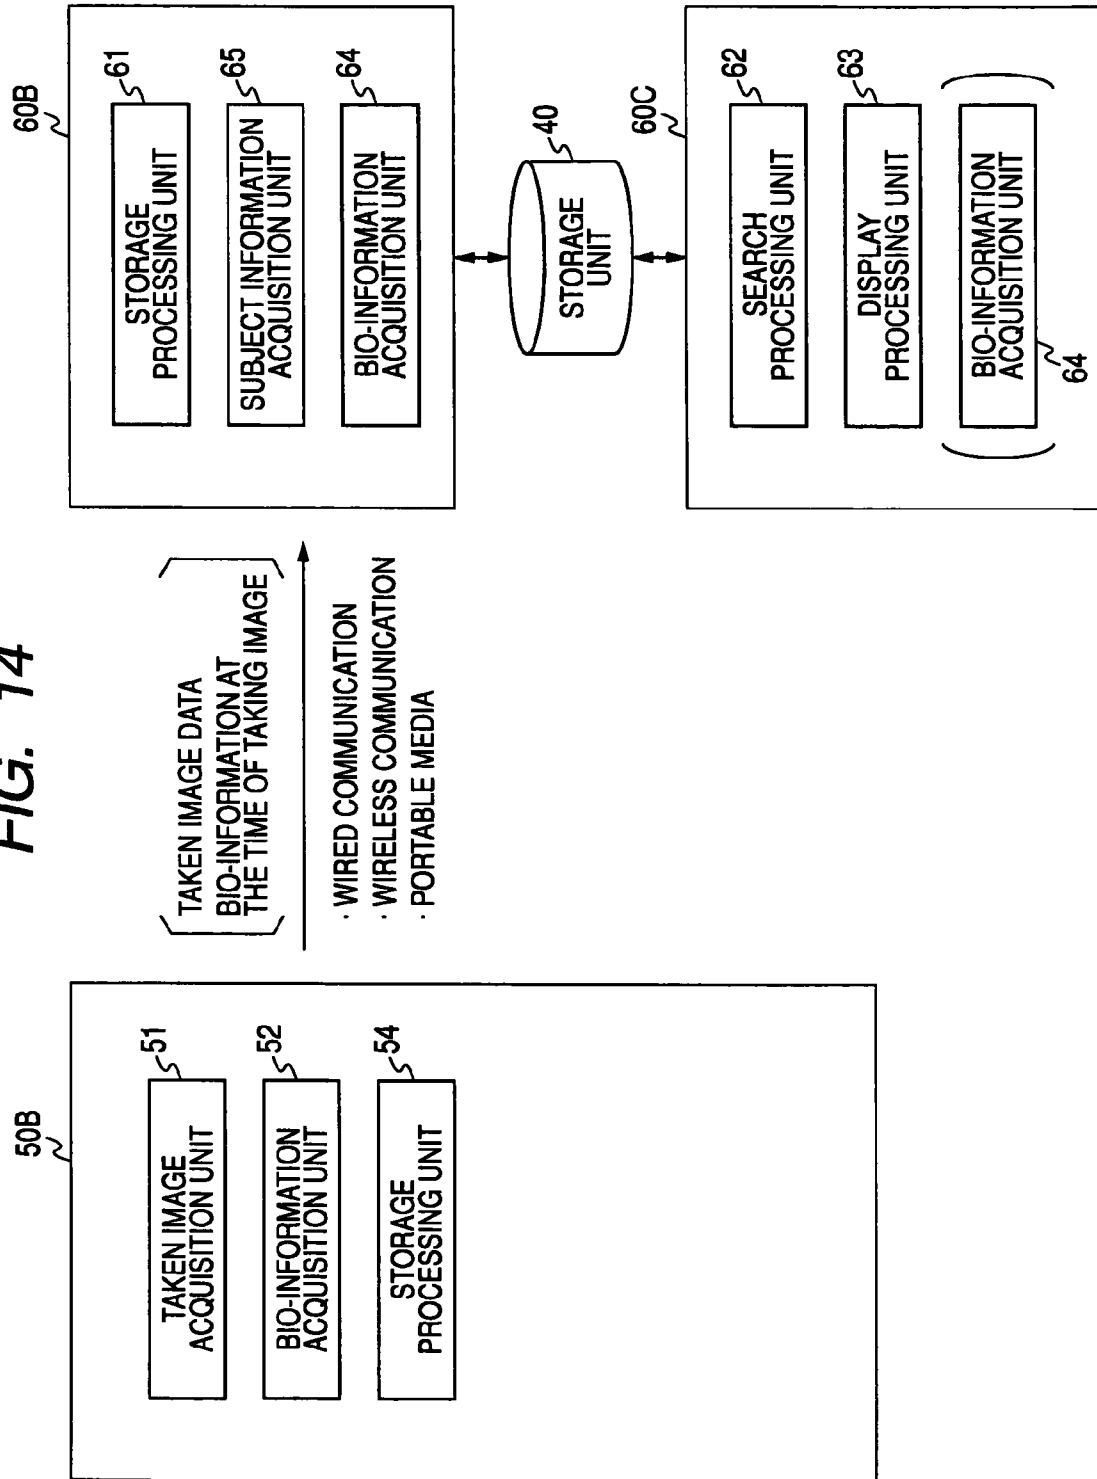 FIG. 14
50B
TAKEN IMAGE
ACQUISITION UNIT
51
BIO-INFORMATION
ACQUISITION UNIT
52
STORAGE
PROCESSING UNIT
54
TAKEN IMAGE DATA
BIO-INFORMATION AT
THE TIME OF TAKING IMAGE
· WIRED COMMUNICATION
· WIRELESS COMMUNICATION
· PORTABLE MEDIA
60B
STORAGE
PROCESSING UNIT
61
SUBJECT INFORMATION
ACQUISITION UNIT
65
BIO-INFORMATION
ACQUISITION UNIT
64
STORAGE
UNIT
40
60C
SEARCH
PROCESSING UNIT
62
DISPLAY
PROCESSING UNIT
63
BIO-INFORMATION
ACQUISITION UNIT
64